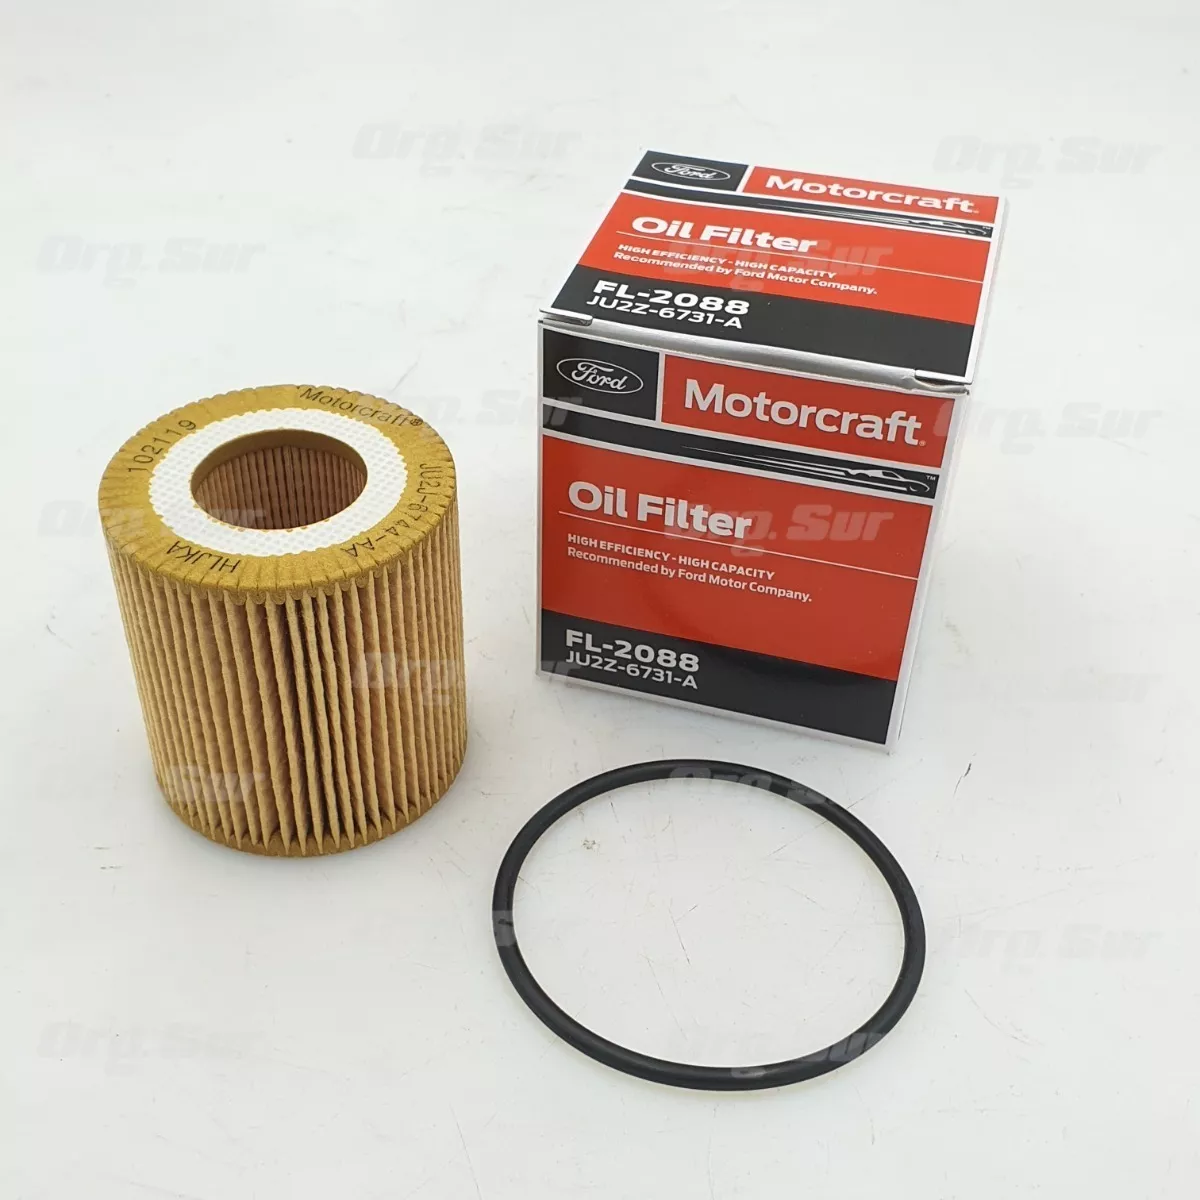 Org. Sur
Ford
Motorcraft
Oil Filter
HIGH EFFICIENCY - HIGH CAPACITY
Recommended by Ford Motor Company.
FL-2088
JU2Z-6731-A
Ford
Motorcraft®
™
Oil Filter
HIGH EFFICIENCY - HIGH CAPACITY
Recommended by Ford Motor Company.
FL-2088
JU2Z-6731-A
Motorcraft®
JU2J-6744-AA
HLJKA
102119